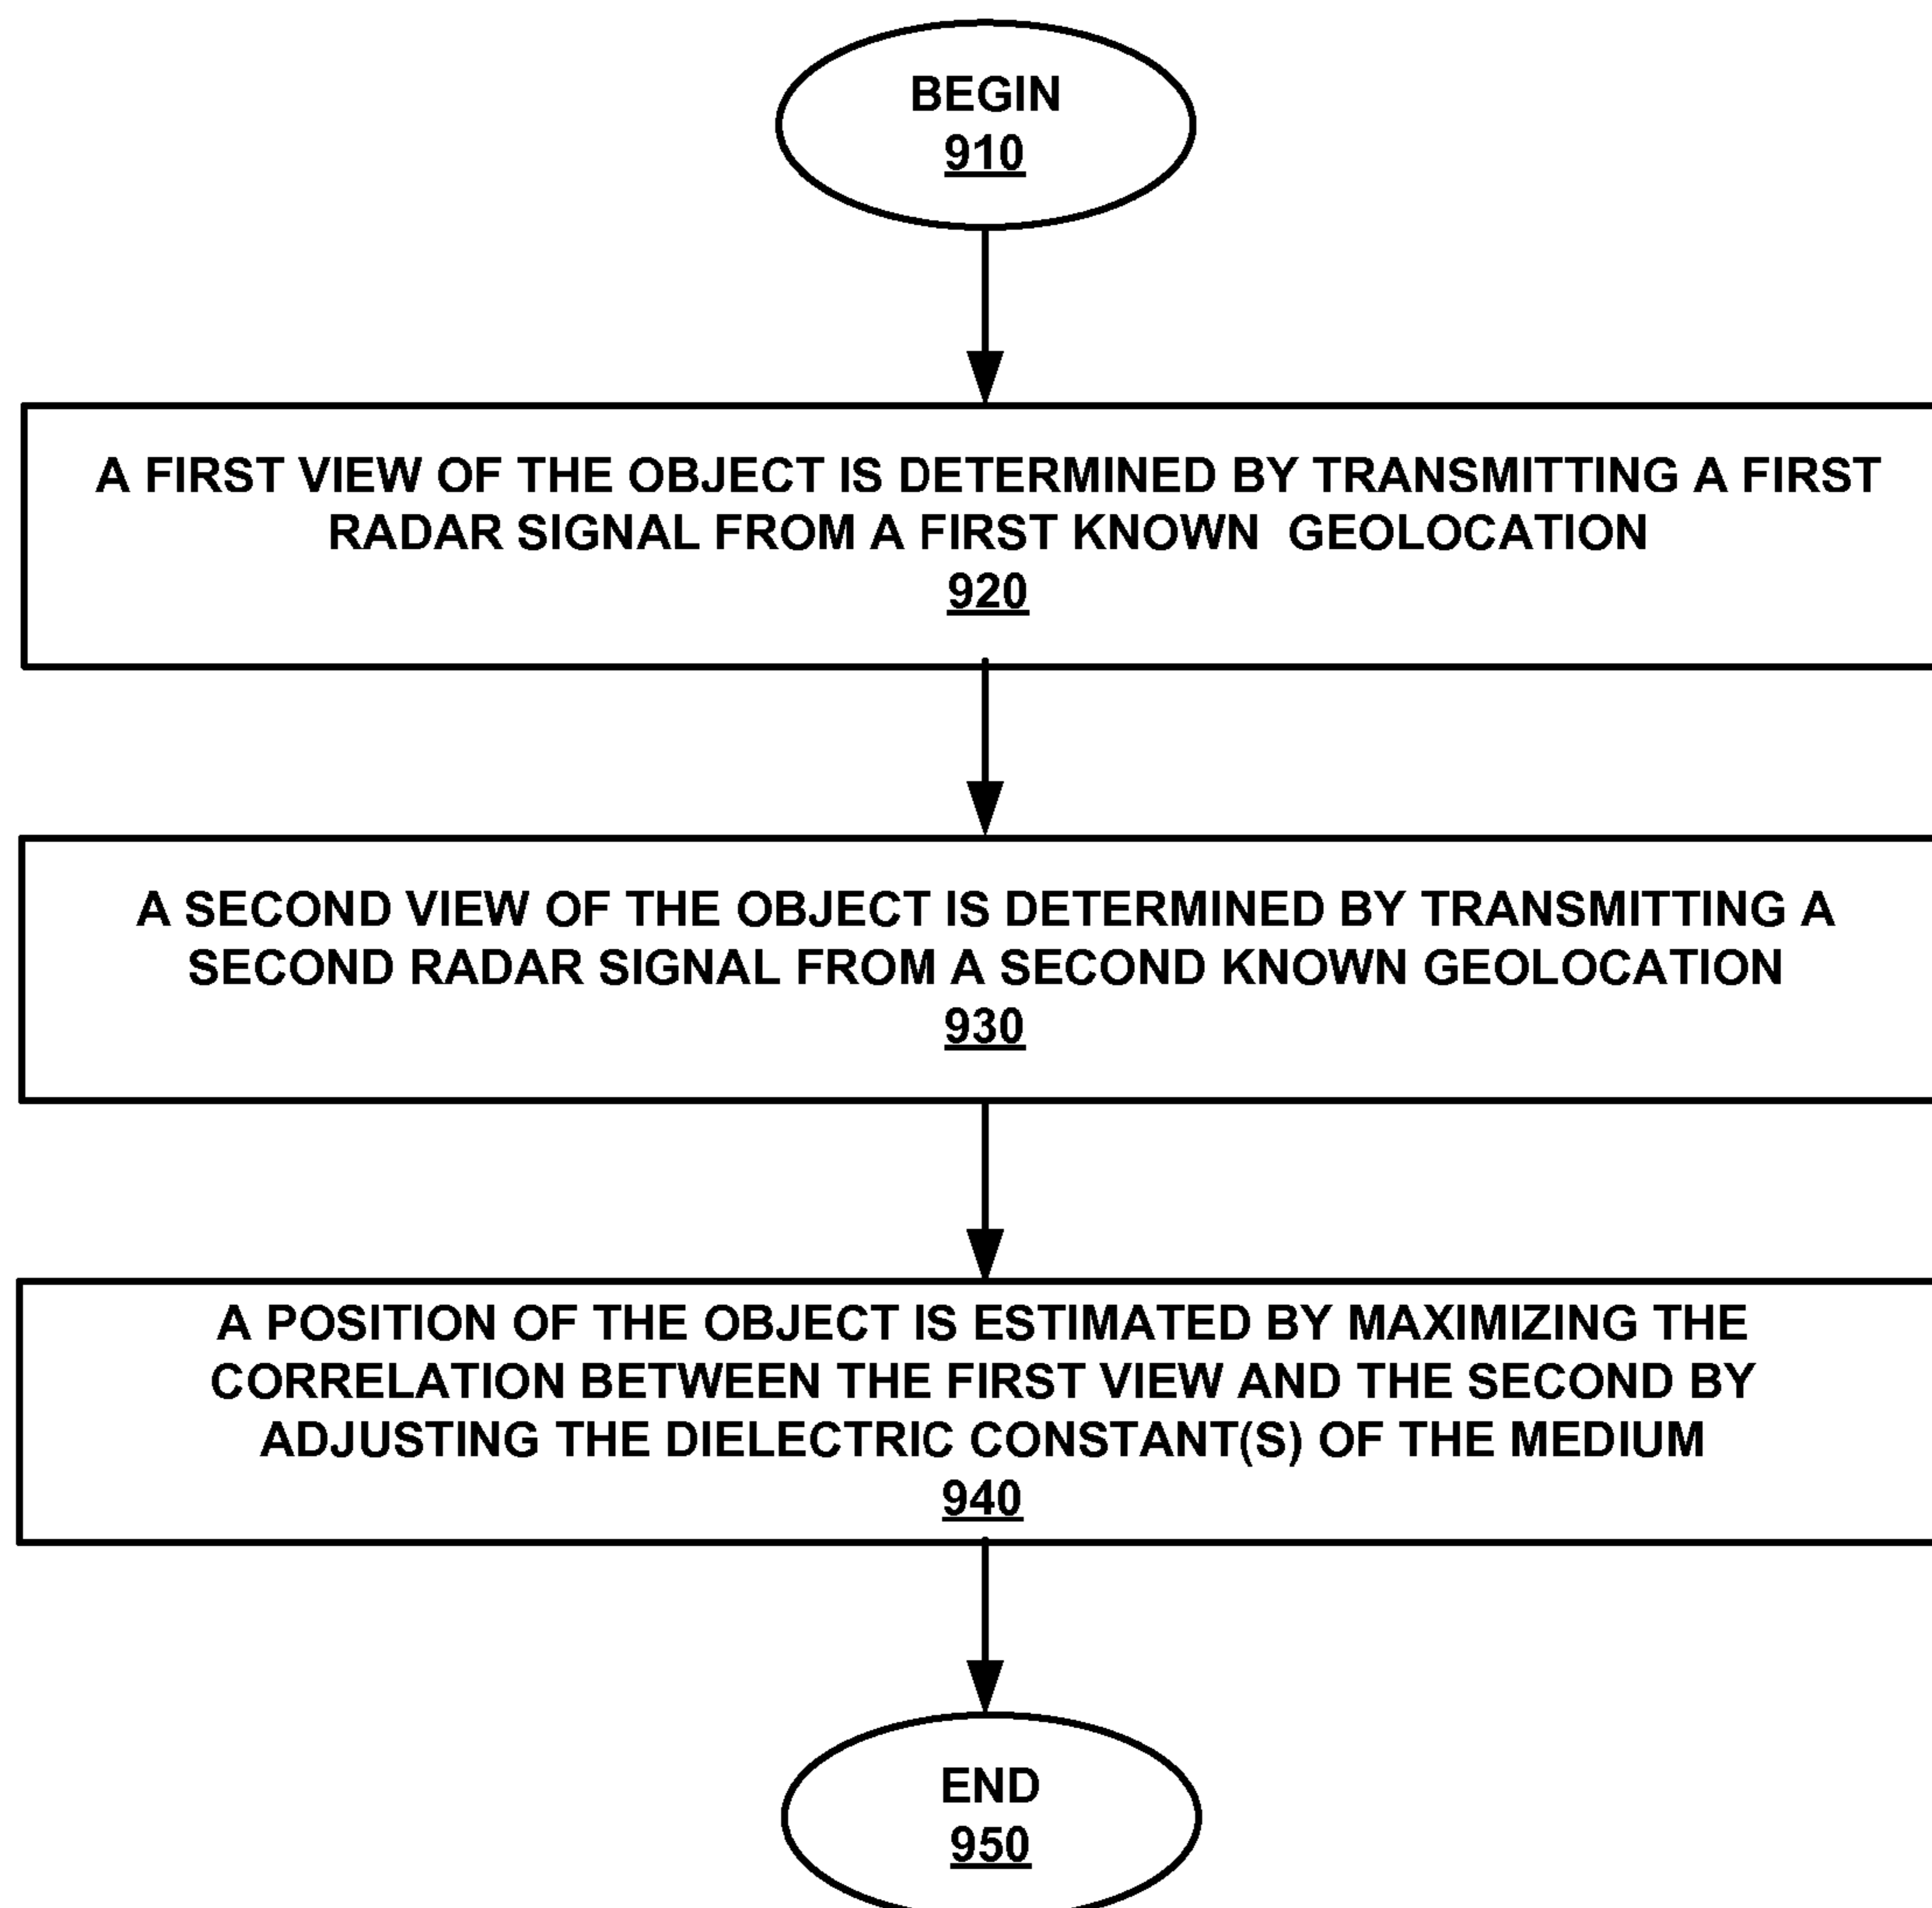 BEGIN
910
A FIRST VIEW OF THE OBJECT IS DETERMINED BY TRANSMITTING A FIRST
RADAR SIGNAL FROM A FIRST KNOWN GEOLOCATION
920
A SECOND VIEW OF THE OBJECT IS DETERMINED BY TRANSMITTING A
SECOND RADAR SIGNAL FROM A SECOND KNOWN GEOLOCATION
930
A POSITION OF THE OBJECT IS ESTIMATED BY MAXIMIZING THE
CORRELATION BETWEEN THE FIRST VIEW AND THE SECOND BY
ADJUSTING THE DIELECTRIC CONSTANT(S) OF THE MEDIUM
940
END
950